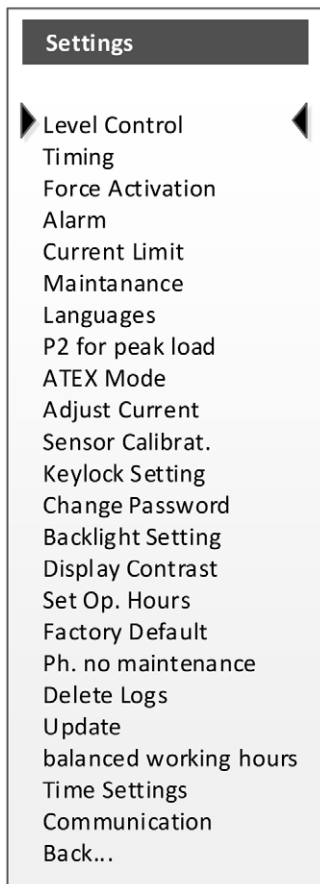 Settings
Level Control
Timing
Force Activation
Alarm
Current Limit
Maintanance
Languages
P2 for peak load
ATEX Mode
Adjust Current
Sensor Calibrat.
Keylock Setting
Change Password
Backlight Setting
Display Contrast
Set Op. Hours
Factory Default
Ph. no maintenance
Delete Logs
Update
balanced working hours
Time Settings
Communication
Back...